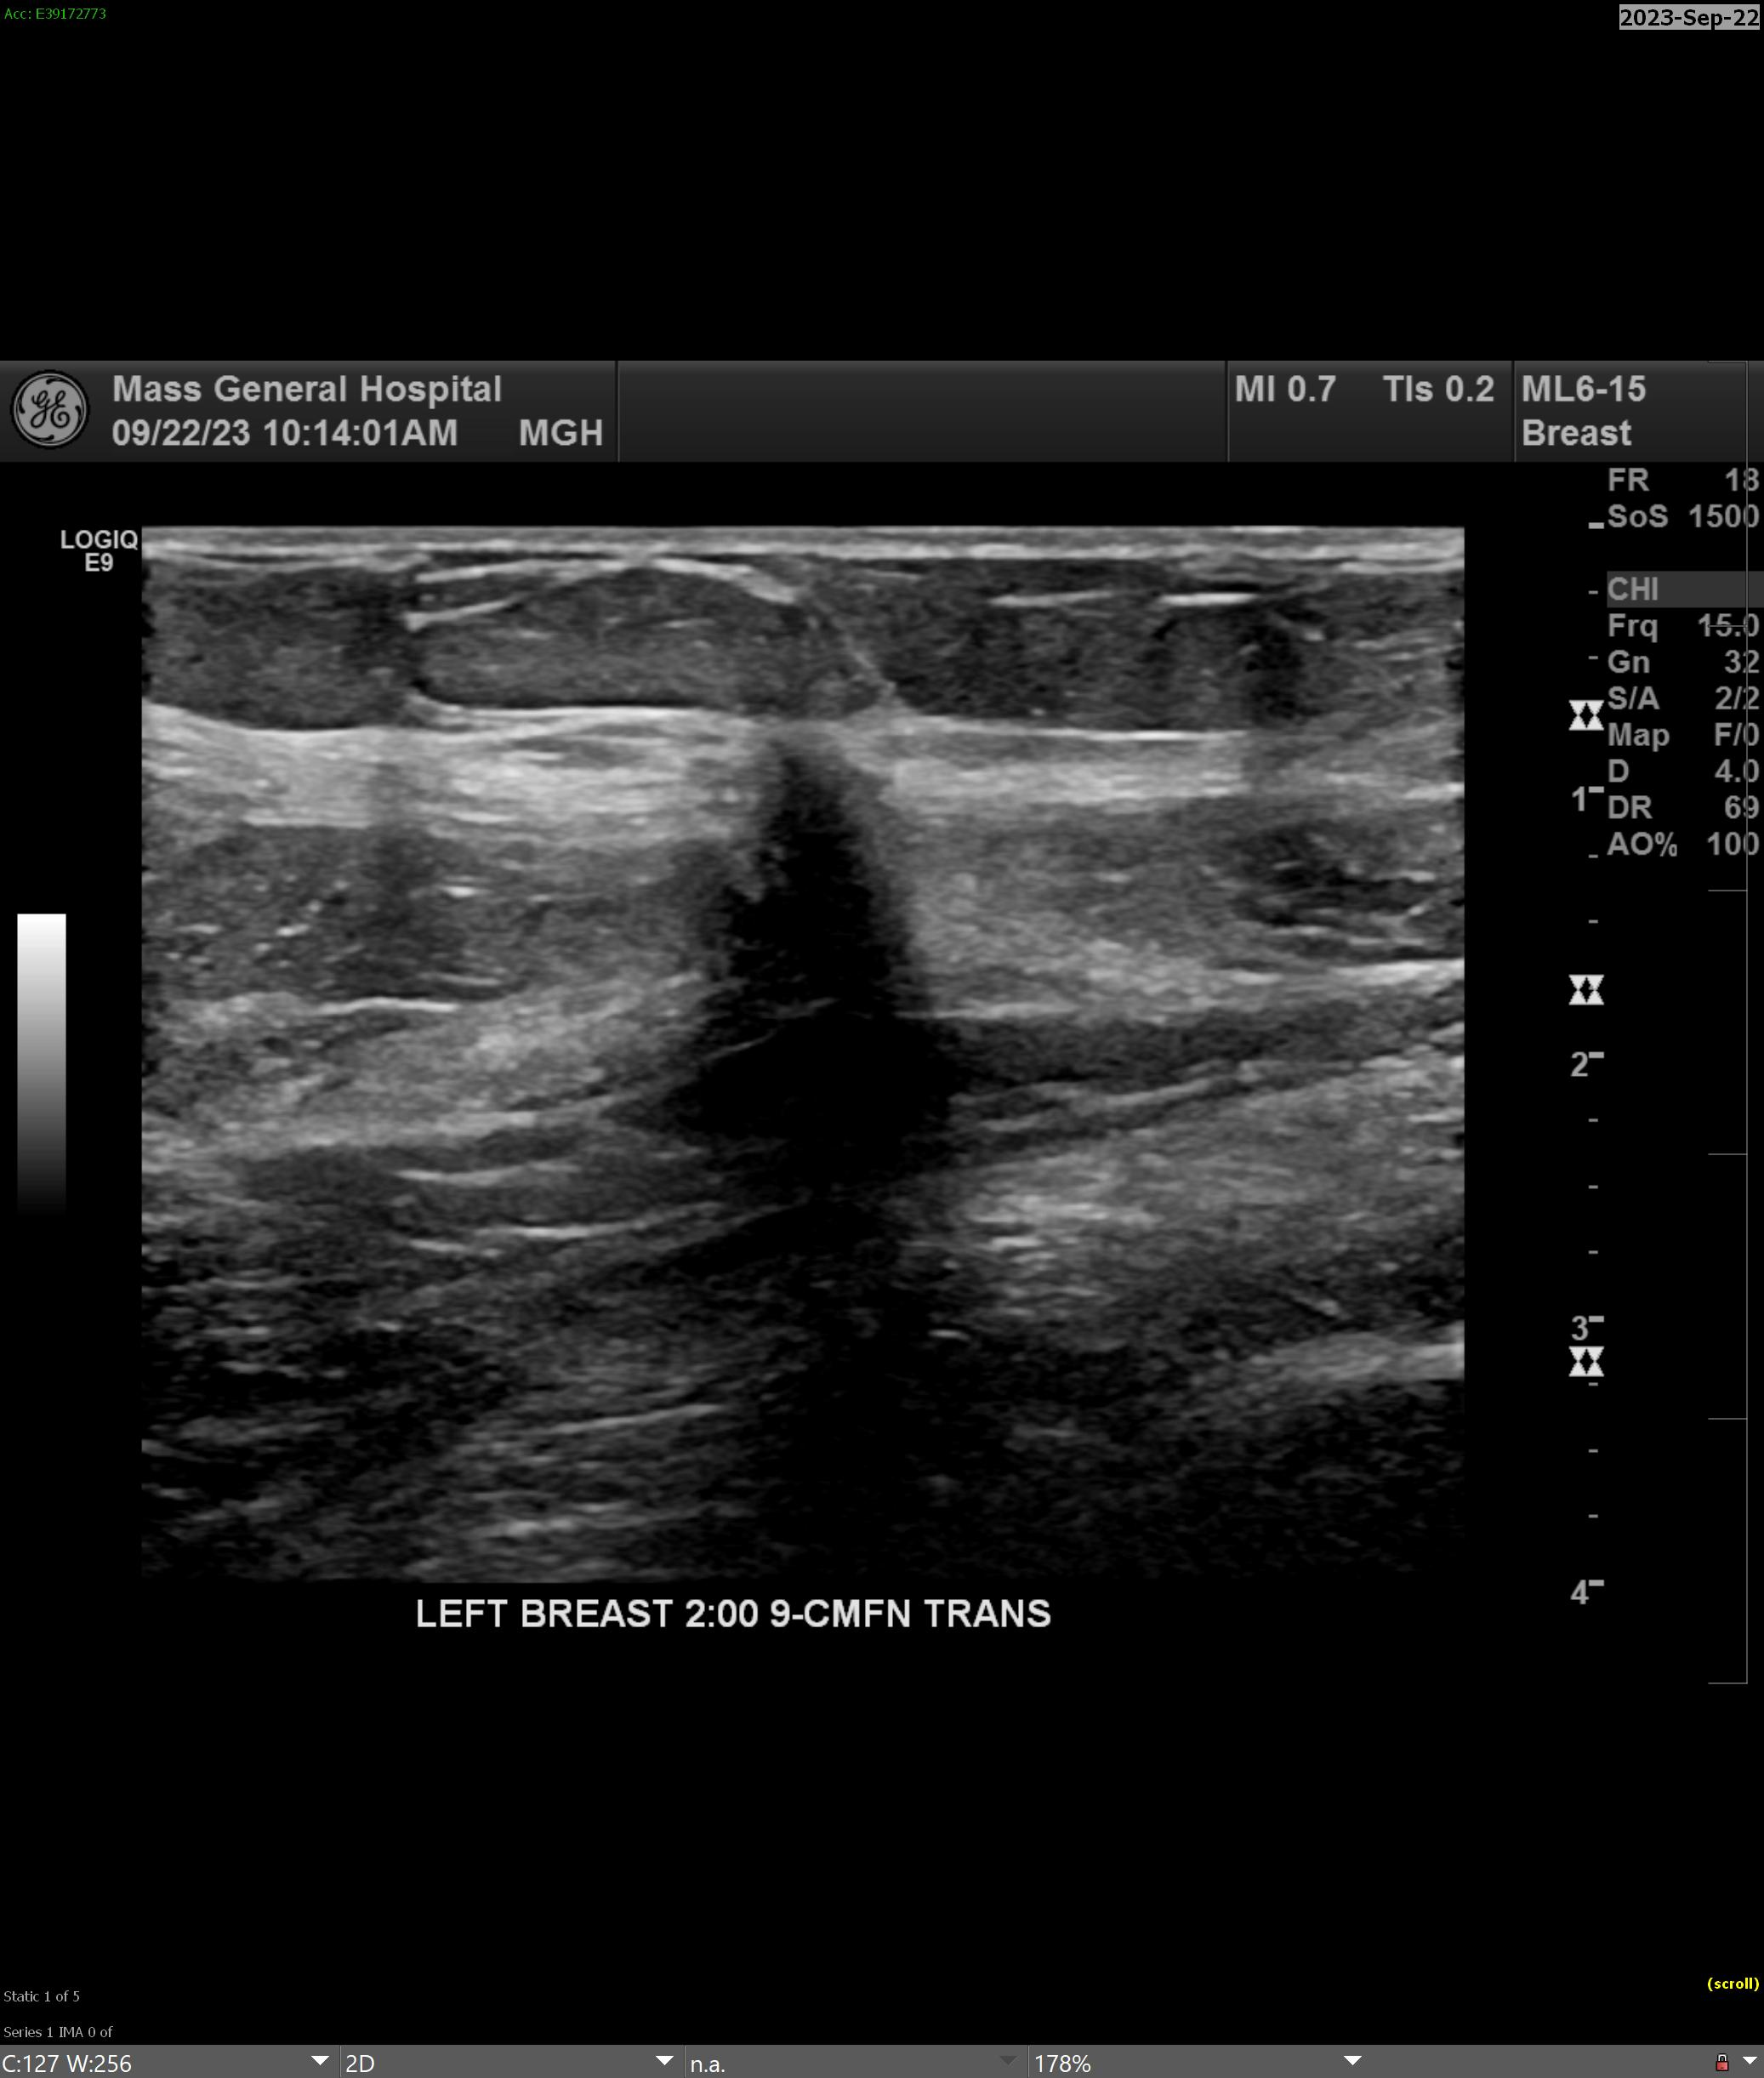 Acc: E39172773
2023-Sep-22
Mass General Hospital
09/22/23 10:14:01AM MGH
MI 0.7 TIs 0.2
ML6-15
Breast
LOGIQ
E9
FR 18
SoS 1500
CHI
Frq 15.0
Gn 32
S/A 2/2
Map F/0
D 4.0
DR 69
AO% 100
1
2
3
4
LEFT BREAST 2:00 9-CMFN TRANS
(scroll)
Static 1 of 5
Series 1 IMA 0 of
C:127 W:256
2D
n.a.
178%